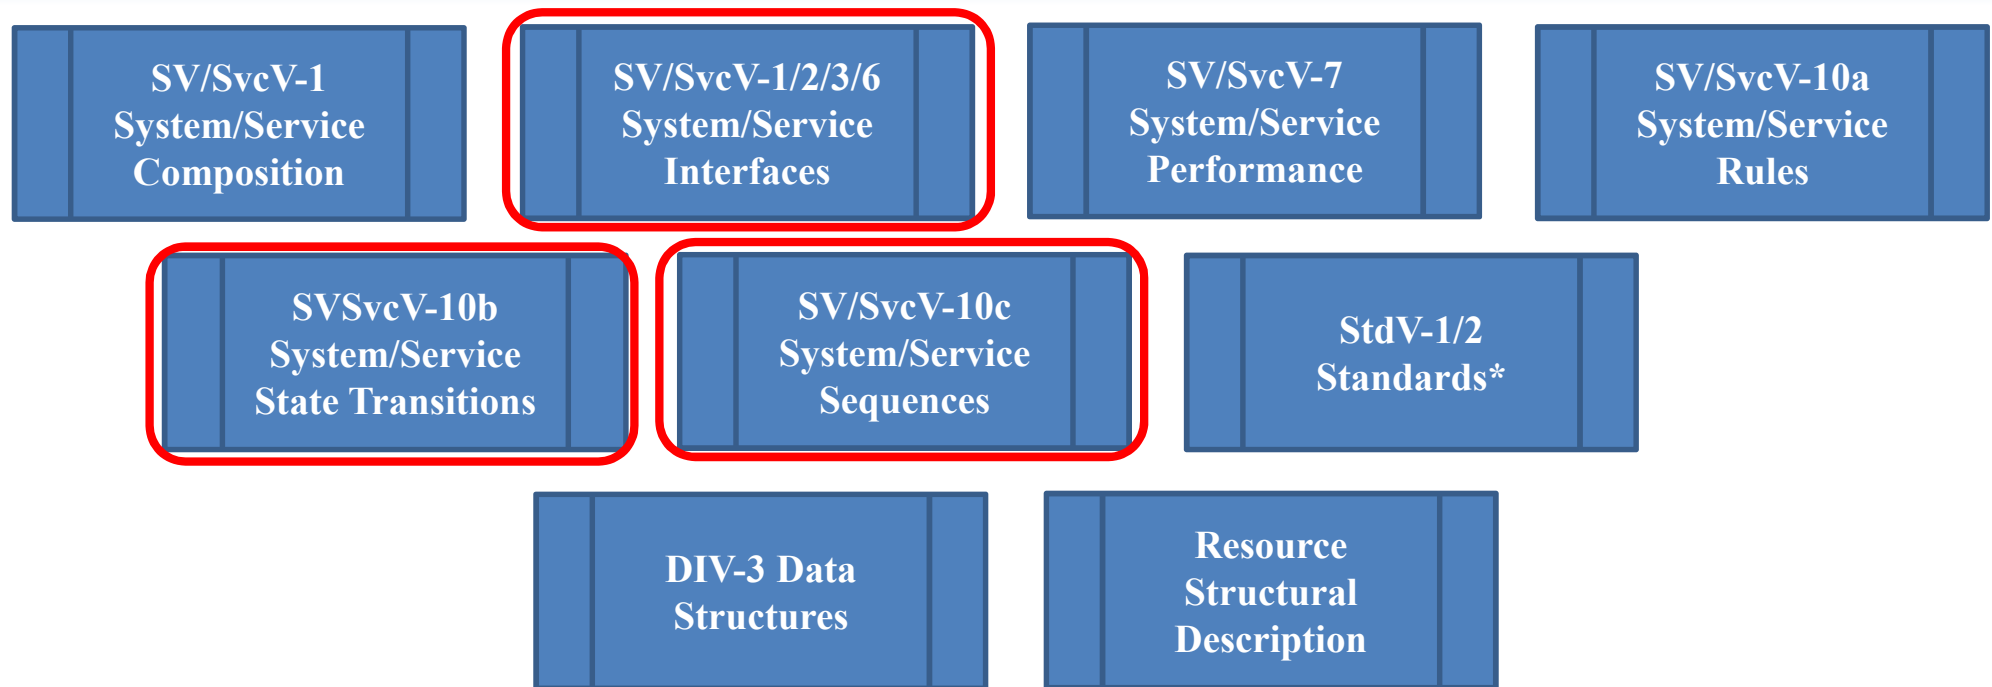 SV/SvcV-1
System/Service
Composition
SV/SvcV-1/2/3/6
System/Service
Interfaces
SV/SvcV-7
System/Service
Performance
SV/SvcV-10a
System/Service
Rules
SVSvcV-10b
System/Service
State Transitions
SV/SvcV-10c
System/Service
Sequences
StdV-1/2
Standards*
DIV-3 Data
Structures
Resource
Structural
Description